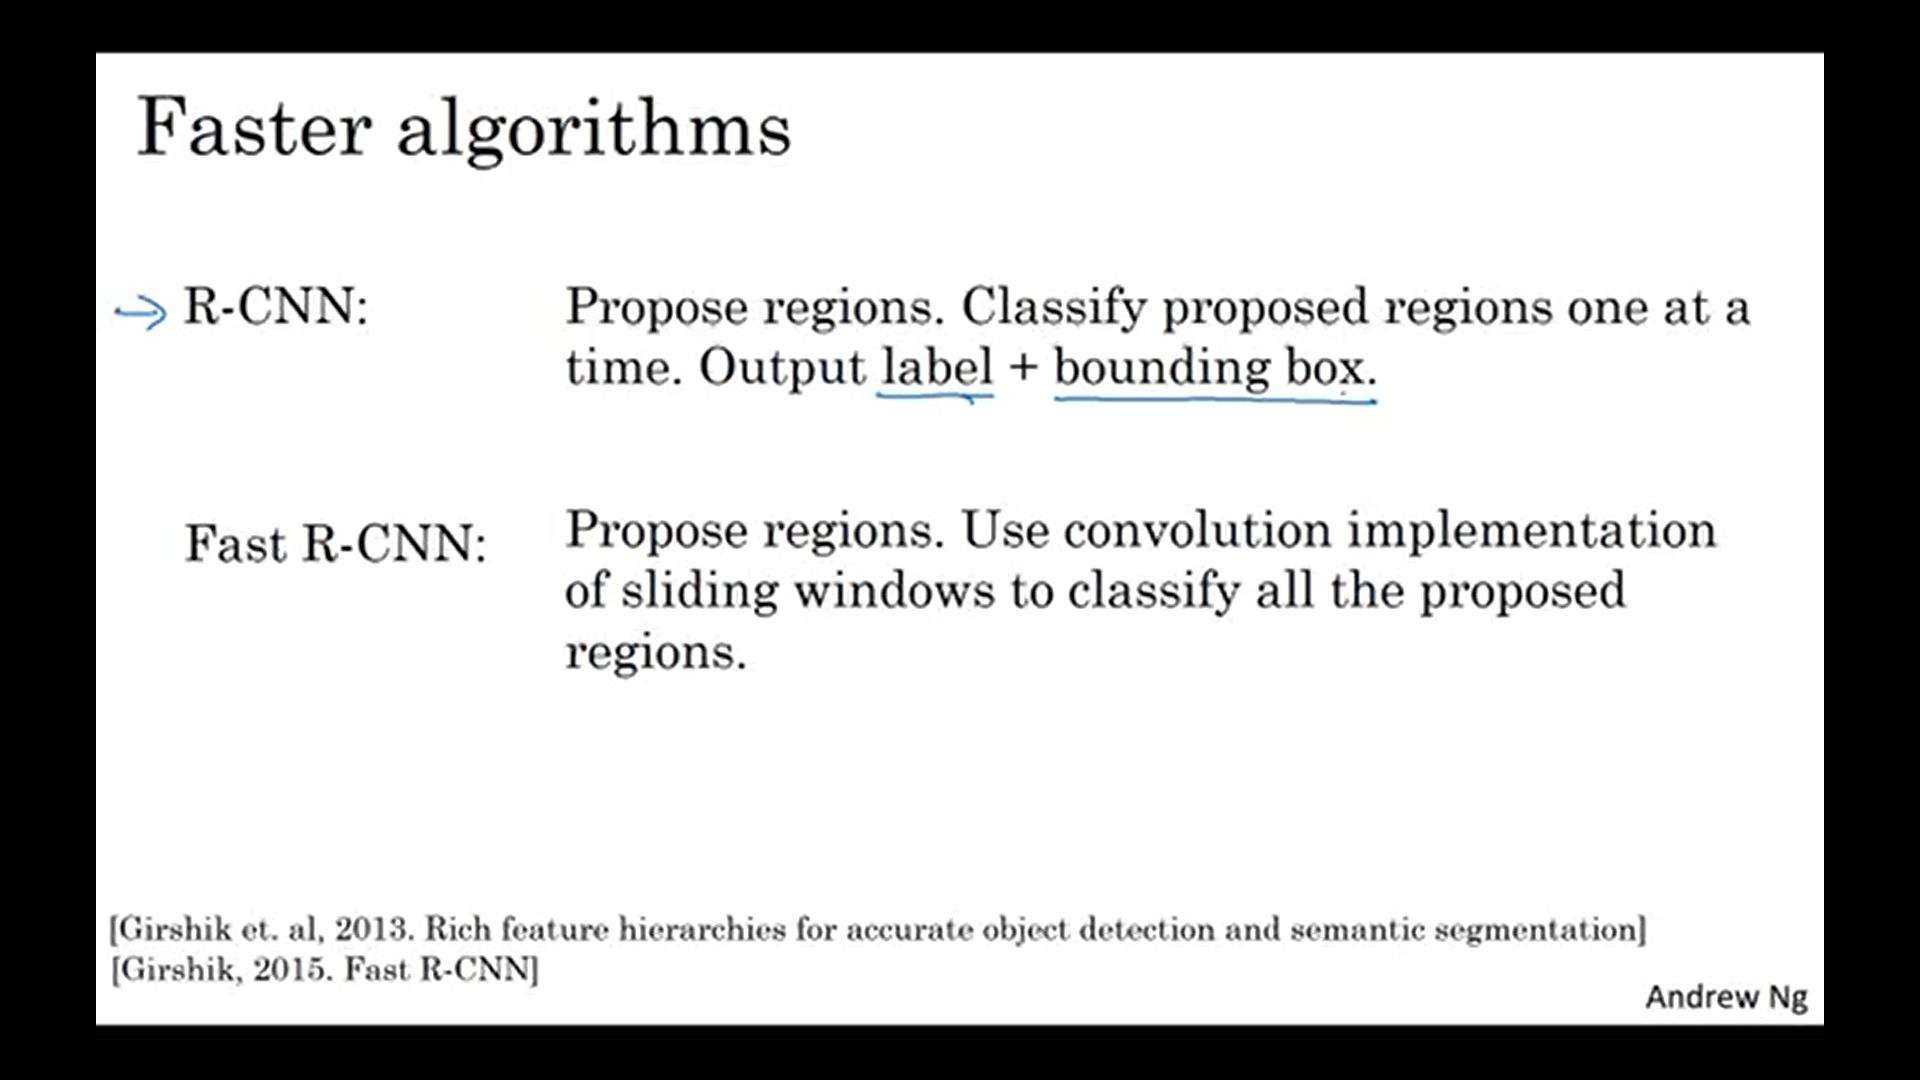 Faster algorithms
R-CNN: Propose regions. Classify proposed regions one at a
time. Output label + bounding box.
Fast R-CNN: Propose regions. Use convolution implementation
of sliding windows to classify all the proposed
regions.
[Girshik et. al, 2013. Rich feature hierarchies for accurate object detection and semantic segmentation]
[Girshik, 2015. Fast R-CNN]
Andrew Ng